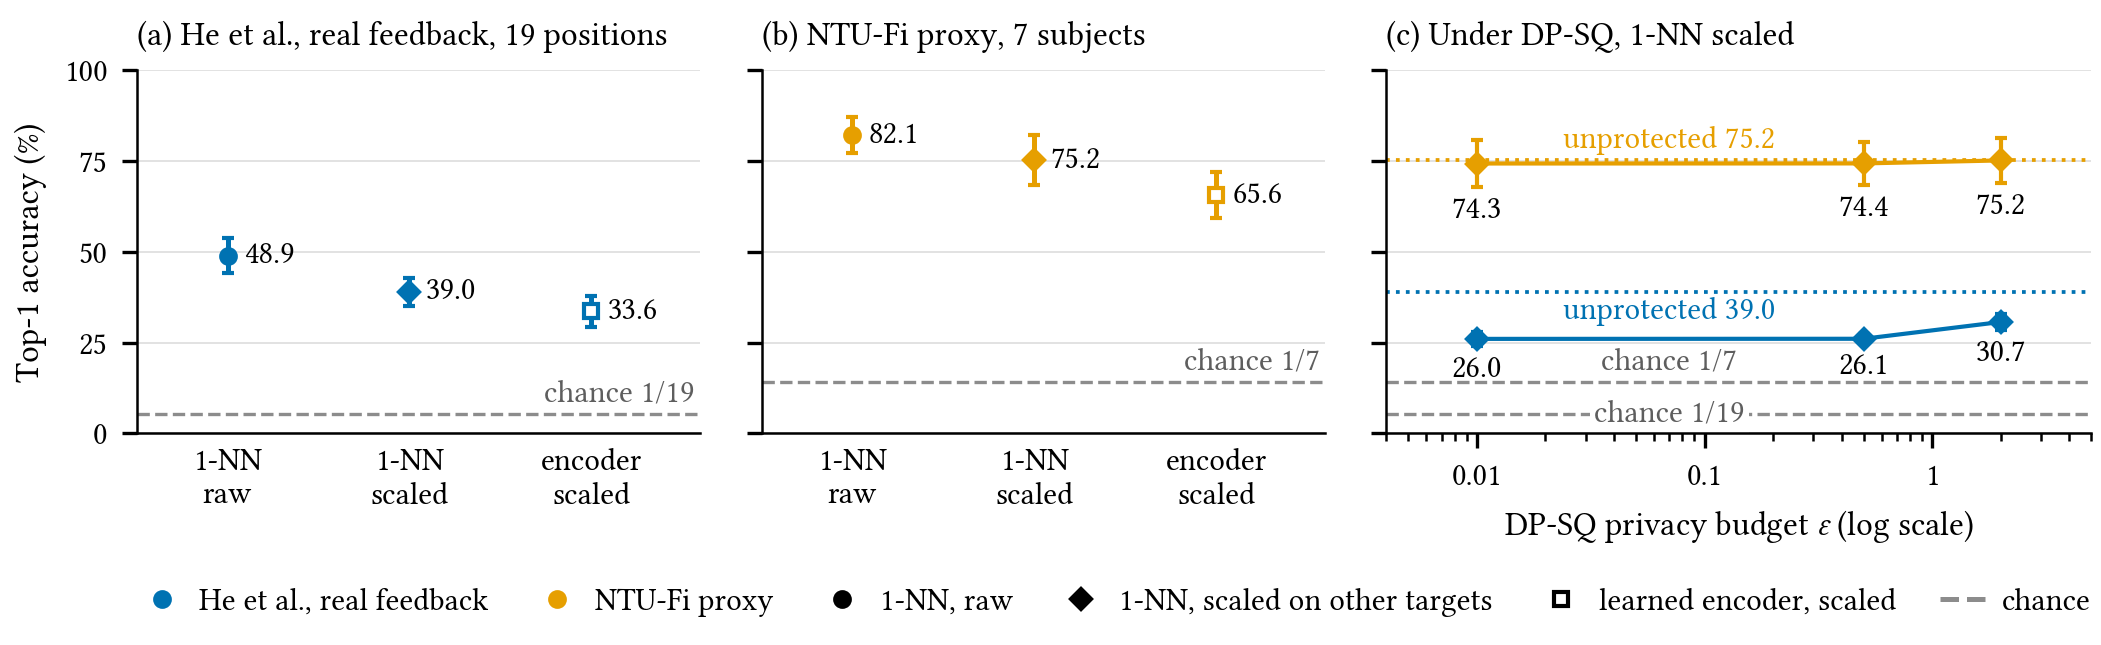 (a) He et al., real feedback, 19 positions
(b) NTU-Fi proxy, 7 subjects
(c) Under DP-SQ, 1-NN scaled
Top-1 accuracy (%)
100
75
50
25
0
48.9
39.0
33.6
chance 1/19
1-NN
raw
1-NN
scaled
encoder
scaled
82.1
75.2
65.6
chance 1/7
1-NN
raw
1-NN
scaled
encoder
scaled
unprotected 75.2
74.3
74.4
75.2
unprotected 39.0
26.0
26.1
30.7
chance 1/7
chance 1/19
0.01
0.1
1
DP-SQ privacy budget ε (log scale)
He et al., real feedback
NTU-Fi proxy
1-NN, raw
1-NN, scaled on other targets
learned encoder, scaled
chance